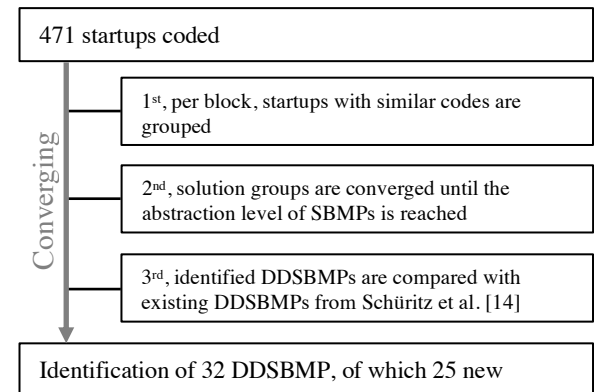 471 startups coded
1st, per block, startups with similar codes are
grouped
Converging
2nd, solution groups are converged until the
abstraction level of SBMPs is reached
3rd, identified DDSBMPs are compared with
existing DDSBMPs from Schüritz et al. [14]
Identification of 32 DDSBMP, of which 25 new